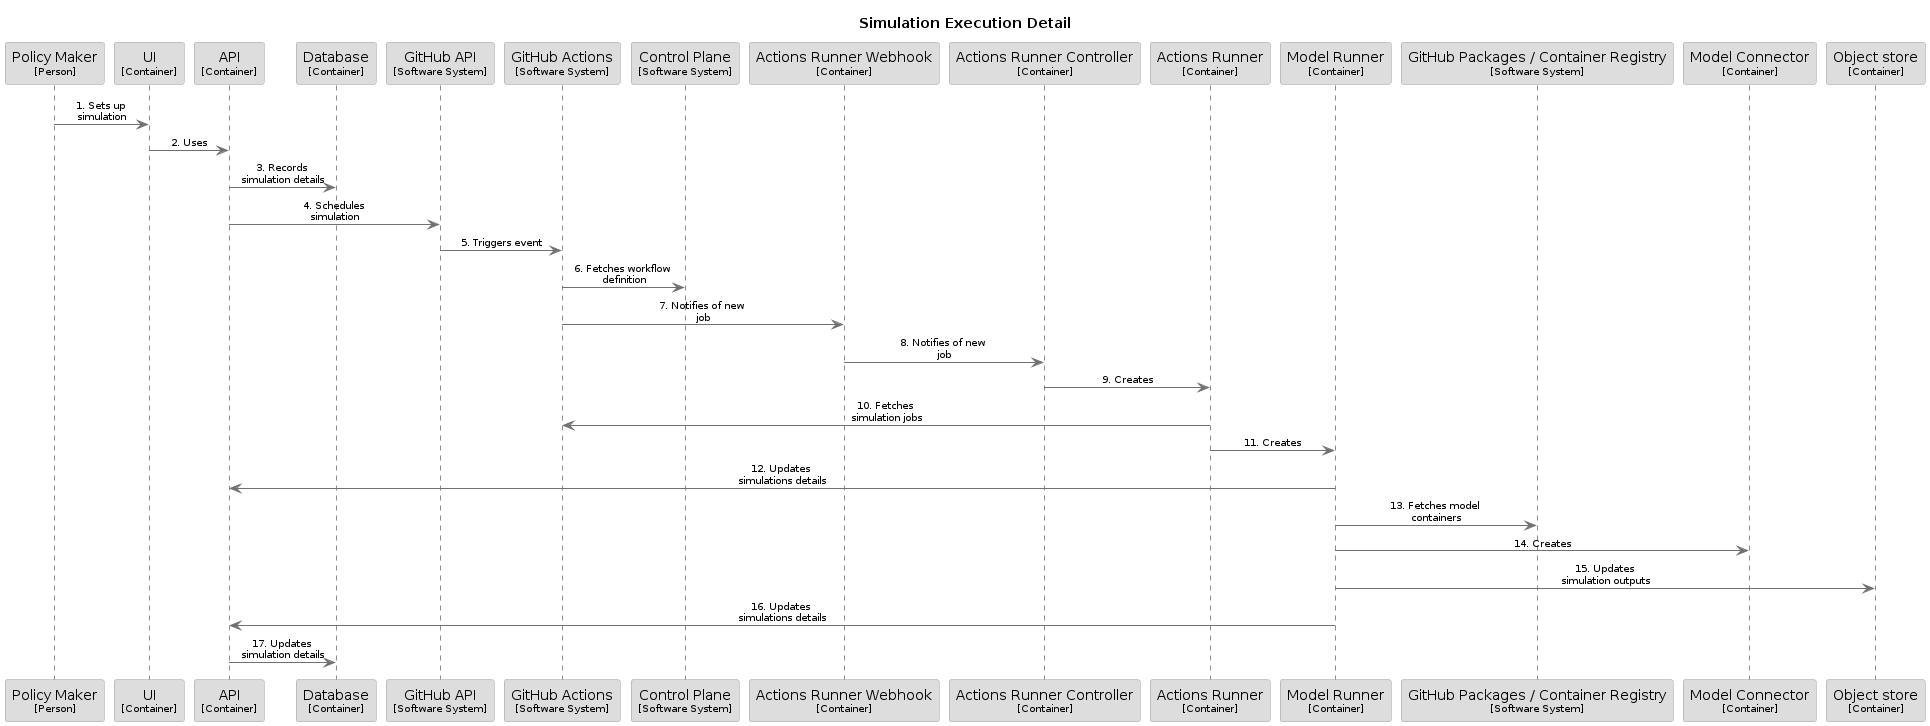 Simulation Execution Detail
Policy Maker
[Person]
UI
[Container]
API
[Container]
Database
[Container]
GitHub API
[Software System]
GitHub Actions
[Software System]
Control Plane
[Software System]
Actions Runner Webhook
[Container]
Actions Runner Controller
[Container]
Actions Runner
[Container]
Model Runner
[Container]
GitHub Packages / Container Registry
[Software System]
Model Connector
[Container]
Object store
[Container]
1. Sets up
simulation
2. Uses
3. Records
simulation details
4. Schedules
simulation
5. Triggers event
6. Fetches workflow
definition
7. Notifies of new
job
8. Notifies of new
job
9. Creates
10. Fetches
simulation jobs
11. Creates
12. Updates
simulations details
13. Fetches model
containers
14. Creates
15. Updates
simulation outputs
16. Updates
simulations details
17. Updates
simulation details
Policy Maker
[Person]
UI
[Container]
API
[Container]
Database
[Container]
GitHub API
[Software System]
GitHub Actions
[Software System]
Control Plane
[Software System]
Actions Runner Webhook
[Container]
Actions Runner Controller
[Container]
Actions Runner
[Container]
Model Runner
[Container]
GitHub Packages / Container Registry
[Software System]
Model Connector
[Container]
Object store
[Container]